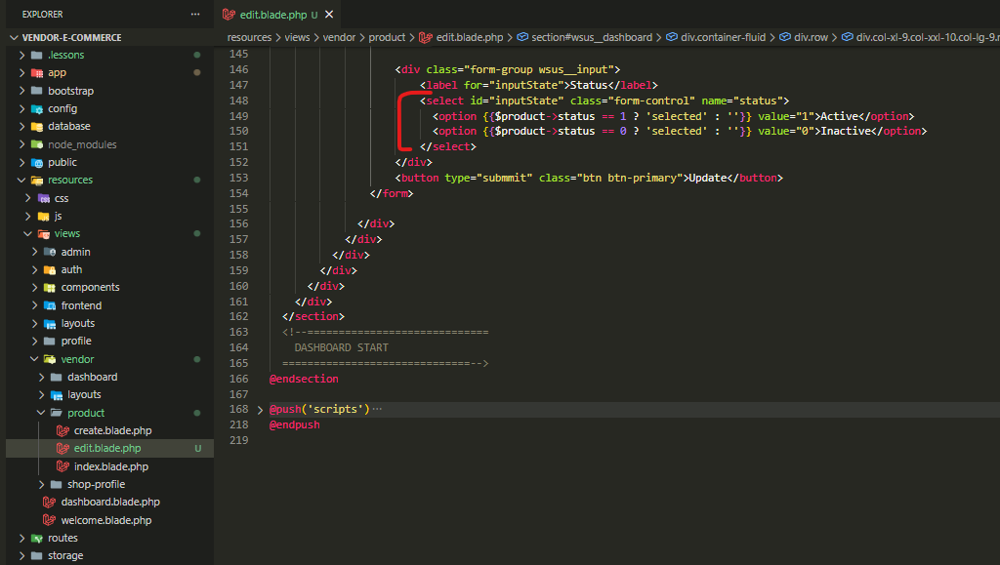 EXPLORER ···
VENDOR-E-COMMERCE
.lessons
app
bootstrap
config
database
node_modules
public
resources
css
js
views
admin
auth
components
frontend
layouts
profile
vendor
dashboard
layouts
product
create.blade.php
edit.blade.php U
index.blade.php
shop-profile
dashboard.blade.php
welcome.blade.php
routes
storage
edit.blade.php U ×
resources > views > vendor > product > edit.blade.php > section#wsus__dashboard > div.container-fluid > div.row > div.col-xl-9.col-xxl-10.col-lg-9.
145
146 <div class="form-group wsus__input">
147 <label for="inputState">Status</label>
148 <select id="inputState" class="form-control" name="status">
149 <option {{$product->status == 1 ? 'selected' : ''}} value="1">Active</option>
150 <option {{$product->status == 0 ? 'selected' : ''}} value="0">Inactive</option>
151 </select>
152 </div>
153 <button type="submmit" class="btn btn-primary">Update</button>
154 </form>
155
156 </div>
157 </div>
158 </div>
159 </div>
160 </div>
161 </div>
162 </section>
163 <!--=============================
164 DASHBOARD START
165 ==============================-->
166 @endsection
167
168 > @push('scripts')···
218 @endpush
219